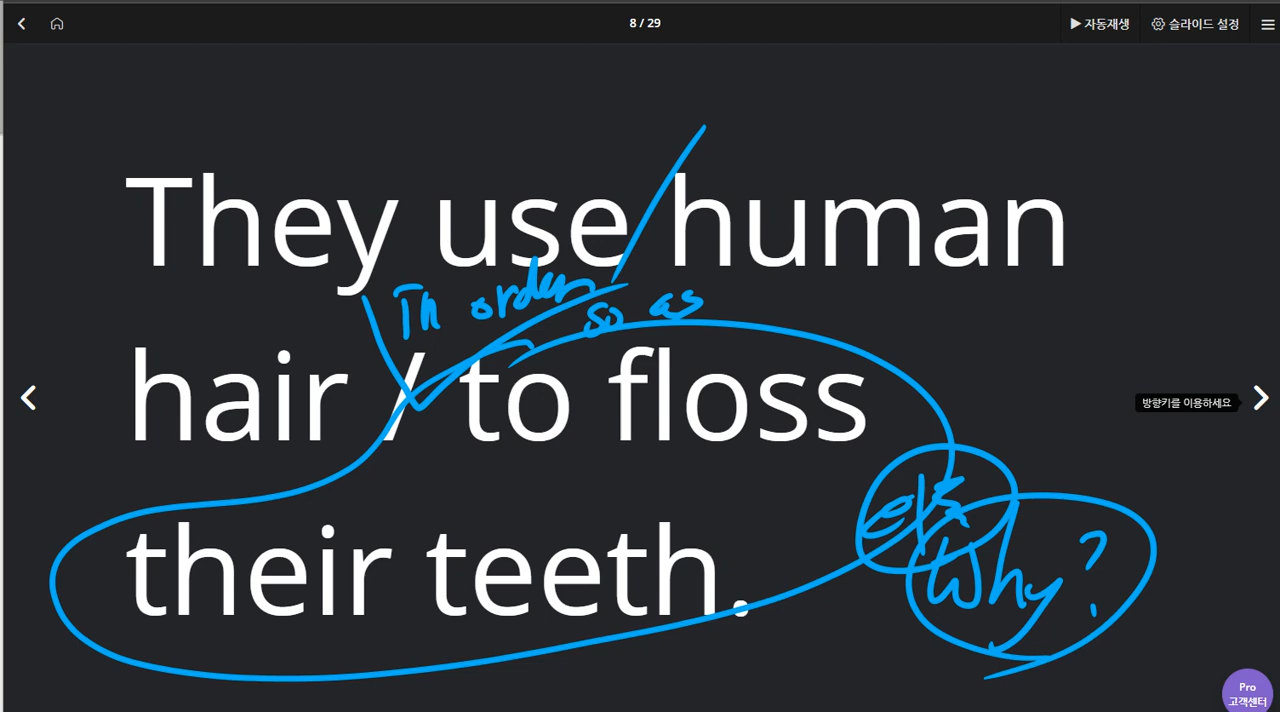 8 / 29
▶ 자동재생
슬라이드 설정
They use human
In order
so as
hair / to floss
방향키를 이용하세요
their teeth.
Why?
Pro
고객센터